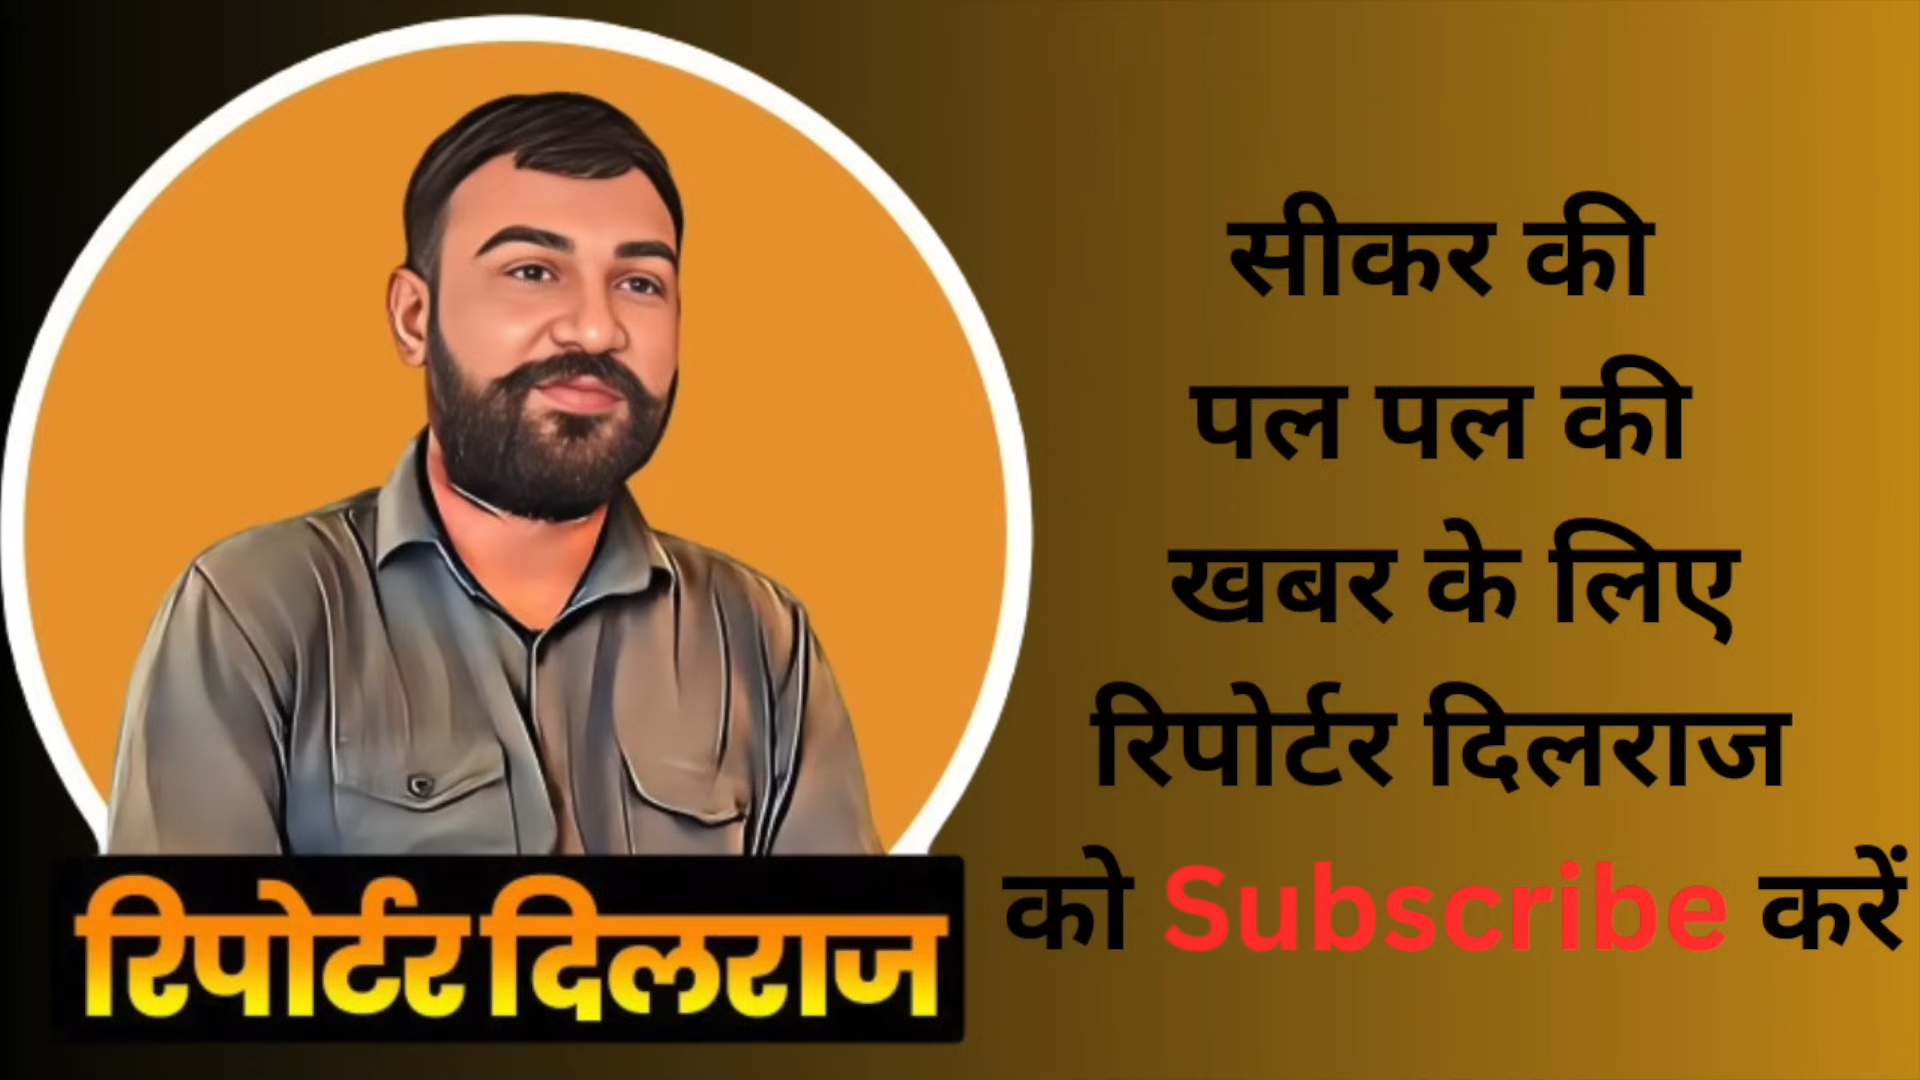 सीकर की
पल पल की
खबर के लिए
रिपोर्टर दिलराज
को Subscribe करें
रिपोर्टर दिलराज